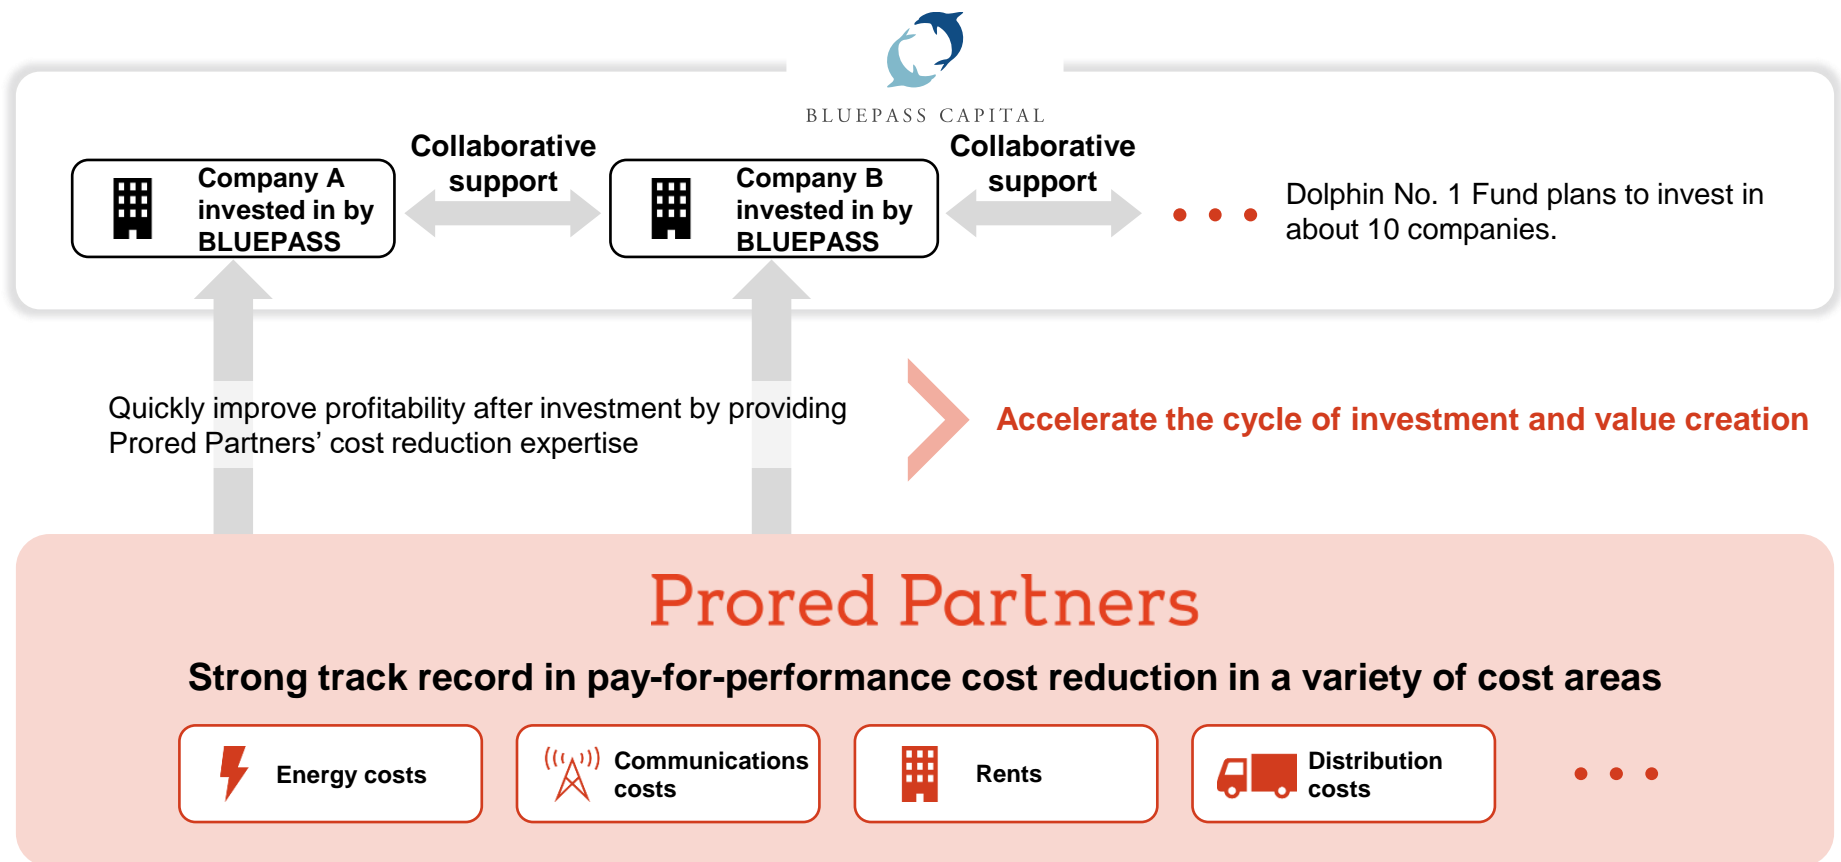 BLUEPASS CAPITAL
Collaborative
support
Collaborative
support
Company A
invested in by
BLUEPASS
Company B
invested in by
BLUEPASS
Dolphin No. 1 Fund plans to invest in
about 10 companies.
Quickly improve profitability after investment by providing
Prored Partners’ cost reduction expertise
Accelerate the cycle of investment and value creation
Prored Partners
Strong track record in pay-for-performance cost reduction in a variety of cost areas
Energy costs
Communications
costs
Rents
Distribution
costs